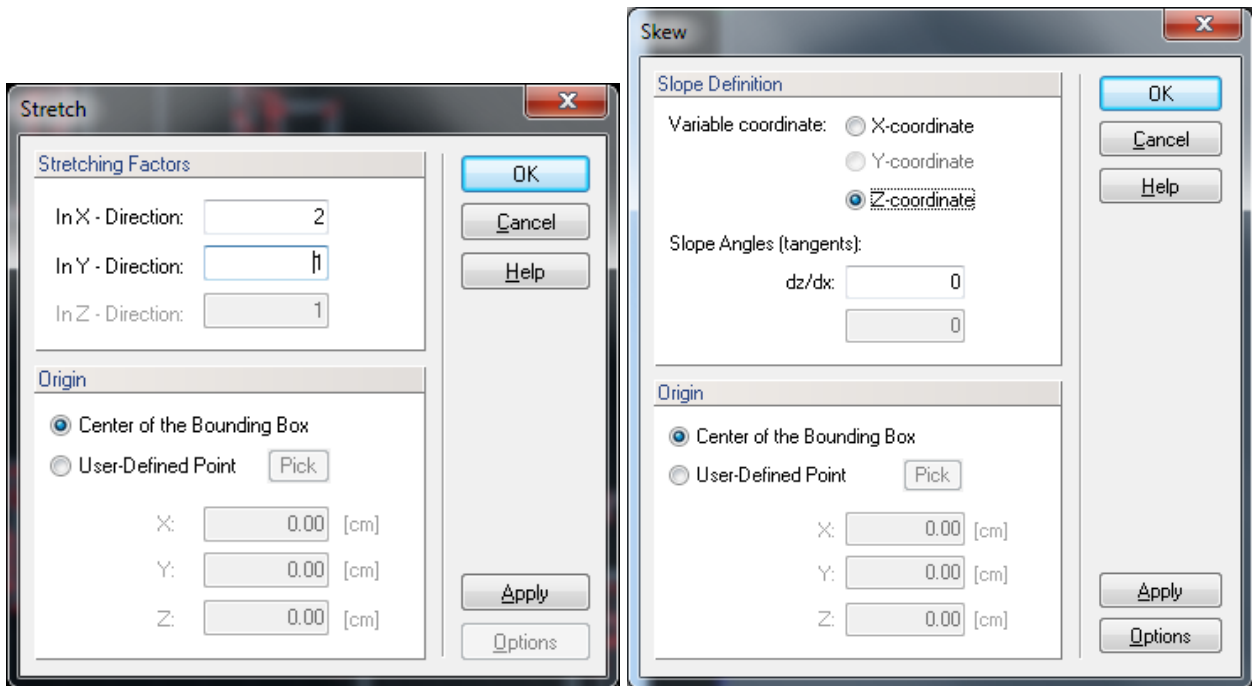 Stretch
Stretching Factors
In X - Direction: 2
In Y - Direction: 1
In Z - Direction: 1
Origin
Center of the Bounding Box
User-Defined Point Pick
X: 0.00 [cm]
Y: 0.00 [cm]
Z: 0.00 [cm]
OK
Cancel
Help
Apply
Options
Skew
Slope Definition
Variable coordinate: X-coordinate
Y-coordinate
Z-coordinate
Slope Angles (tangents):
dz/dx: 0
0
Origin
Center of the Bounding Box
User-Defined Point Pick
X: 0.00 [cm]
Y: 0.00 [cm]
Z: 0.00 [cm]
OK
Cancel
Help
Apply
Options